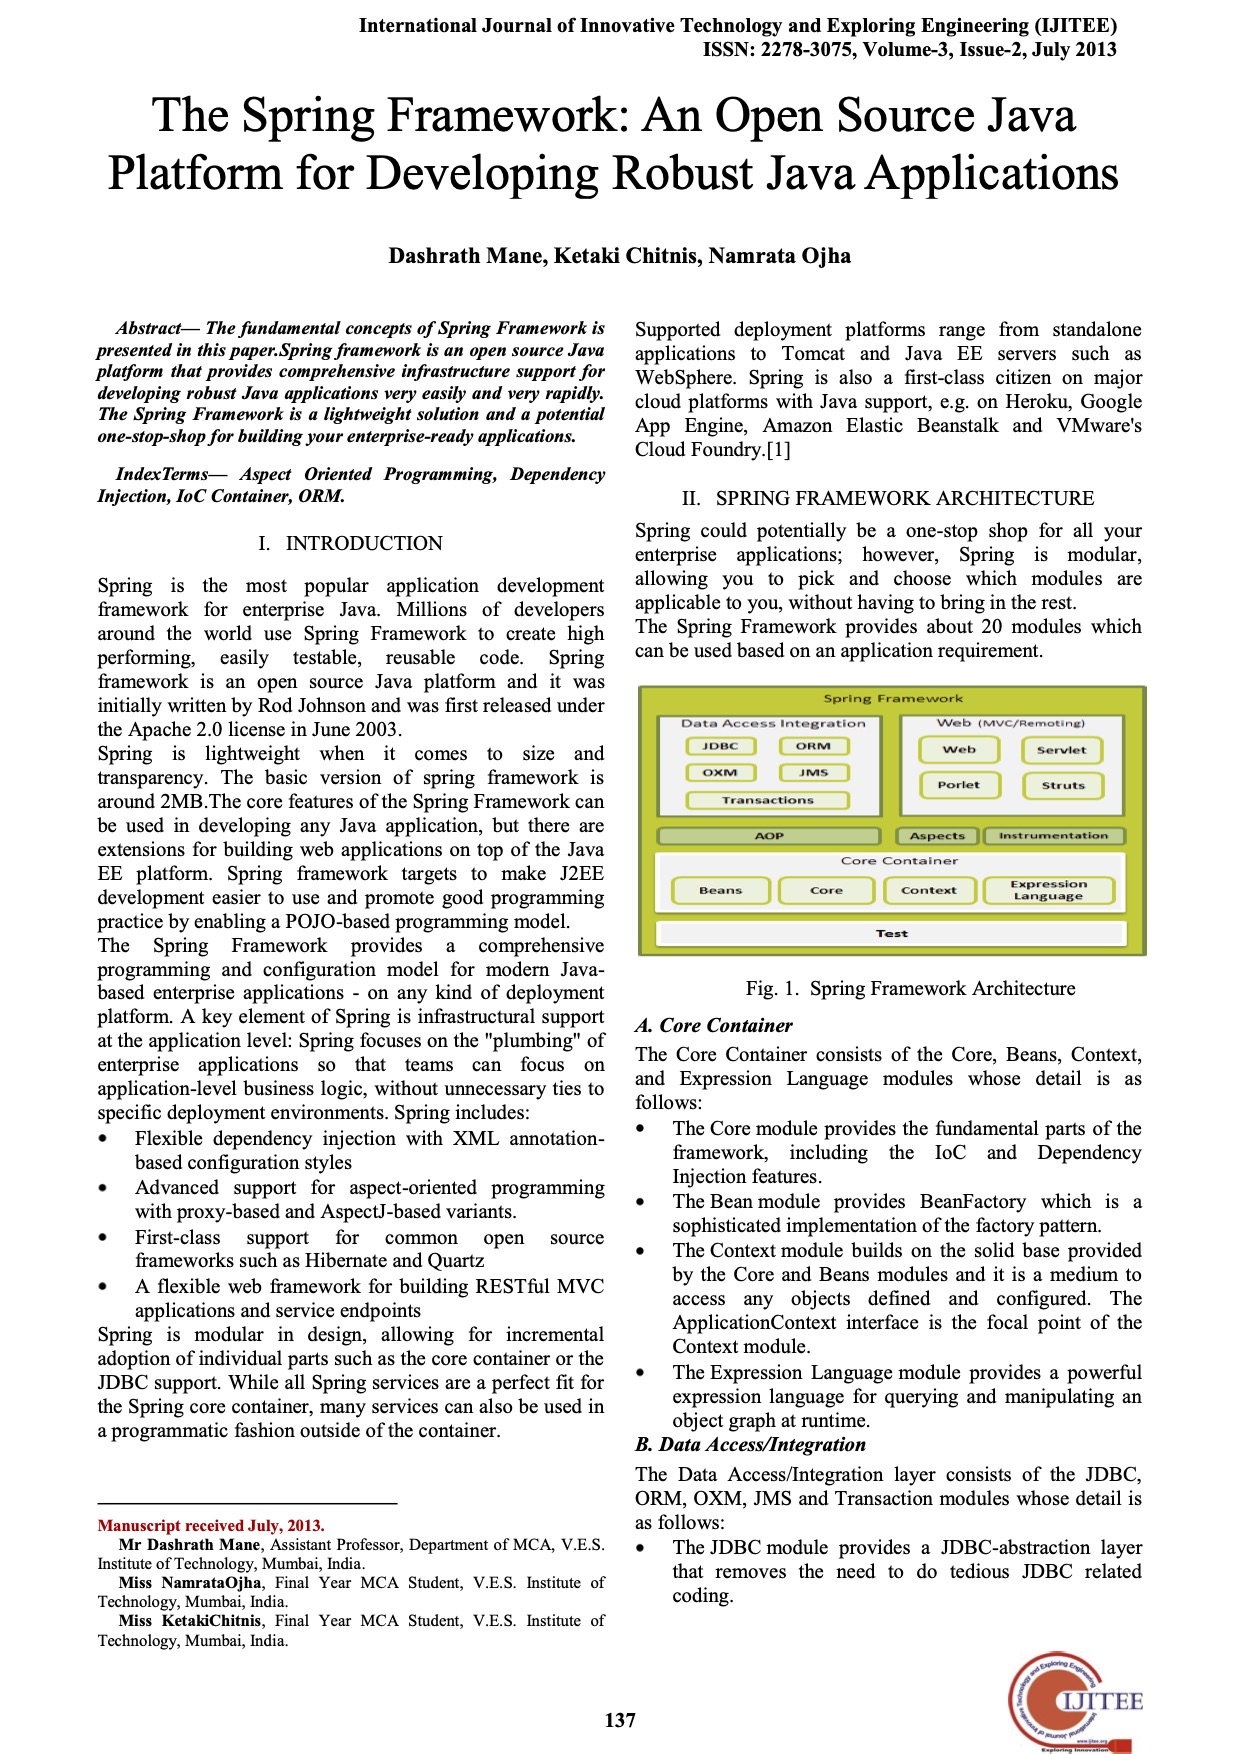 International Journal of Innovative Technology and Exploring Engineering (IJITEE)
ISSN: 2278-3075, Volume-3, Issue-2, July 2013
The Spring Framework: An Open Source Java
Platform for Developing Robust Java Applications
Dashrath Mane, Ketaki Chitnis, Namrata Ojha
Abstract— The fundamental concepts of Spring Framework is
presented in this paper.Spring framework is an open source Java
platform that provides comprehensive infrastructure support for
developing robust Java applications very easily and very rapidly.
The Spring Framework is a lightweight solution and a potential
one-stop-shop for building your enterprise-ready applications.
IndexTerms— Aspect Oriented Programming, Dependency
Injection, IoC Container, ORM.
I. INTRODUCTION
Spring is the most popular application development
framework for enterprise Java. Millions of developers
around the world use Spring Framework to create high
performing, easily testable, reusable code. Spring
framework is an open source Java platform and it was
initially written by Rod Johnson and was first released under
the Apache 2.0 license in June 2003.
Spring is lightweight when it comes to size and
transparency. The basic version of spring framework is
around 2MB.The core features of the Spring Framework can
be used in developing any Java application, but there are
extensions for building web applications on top of the Java
EE platform. Spring framework targets to make J2EE
development easier to use and promote good programming
practice by enabling a POJO-based programming model.
The Spring Framework provides a comprehensive
programming and configuration model for modern Java-
based enterprise applications - on any kind of deployment
platform. A key element of Spring is infrastructural support
at the application level: Spring focuses on the "plumbing" of
enterprise applications so that teams can focus on
application-level business logic, without unnecessary ties to
specific deployment environments. Spring includes:
• Flexible dependency injection with XML annotation-
based configuration styles
• Advanced support for aspect-oriented programming
with proxy-based and AspectJ-based variants.
• First-class support for common open source
frameworks such as Hibernate and Quartz
• A flexible web framework for building RESTful MVC
applications and service endpoints
Spring is modular in design, allowing for incremental
adoption of individual parts such as the core container or the
JDBC support. While all Spring services are a perfect fit for
the Spring core container, many services can also be used in
a programmatic fashion outside of the container.
Manuscript received July, 2013.
Mr Dashrath Mane, Assistant Professor, Department of MCA, V.E.S.
Institute of Technology, Mumbai, India.
Miss NamrataOjha, Final Year MCA Student, V.E.S. Institute of
Technology, Mumbai, India.
Miss KetakiChitnis, Final Year MCA Student, V.E.S. Institute of
Technology, Mumbai, India.
Supported deployment platforms range from standalone
applications to Tomcat and Java EE servers such as
WebSphere. Spring is also a first-class citizen on major
cloud platforms with Java support, e.g. on Heroku, Google
App Engine, Amazon Elastic Beanstalk and VMware's
Cloud Foundry.[1]
II. SPRING FRAMEWORK ARCHITECTURE
Spring could potentially be a one-stop shop for all your
enterprise applications; however, Spring is modular,
allowing you to pick and choose which modules are
applicable to you, without having to bring in the rest.
The Spring Framework provides about 20 modules which
can be used based on an application requirement.
Spring Framework
Data Access Integration
JDBC ORM
OXM JMS
Transactions
Web (MVC/Remoting)
Web Servlet
Porlet Struts
AOP Aspects Instrumentation
Core Container
Beans Core Context Expression
Language
Test
Fig. 1. Spring Framework Architecture
A. Core Container
The Core Container consists of the Core, Beans, Context,
and Expression Language modules whose detail is as
follows:
• The Core module provides the fundamental parts of the
framework, including the IoC and Dependency
Injection features.
• The Bean module provides BeanFactory which is a
sophisticated implementation of the factory pattern.
• The Context module builds on the solid base provided
by the Core and Beans modules and it is a medium to
access any objects defined and configured. The
ApplicationContext interface is the focal point of the
Context module.
• The Expression Language module provides a powerful
expression language for querying and manipulating an
object graph at runtime.
B. Data Access/Integration
The Data Access/Integration layer consists of the JDBC,
ORM, OXM, JMS and Transaction modules whose detail is
as follows:
• The JDBC module provides a JDBC-abstraction layer
that removes the need to do tedious JDBC related
coding.
137
IJITEE
www.ijitee.org
Exploring Innovation